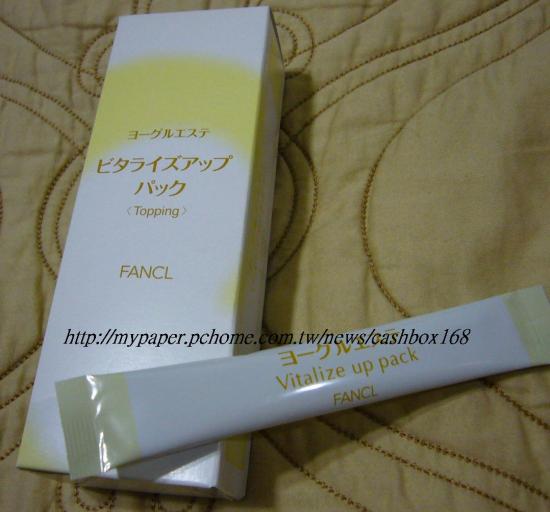 ヨーグルエステ
ビタライズアップ
パック
〈Topping〉
FANCL
http://mypaper.pchome.com.tw/news/cashbox168
ヨーグルエステ
Vitalize up pack
FANCL